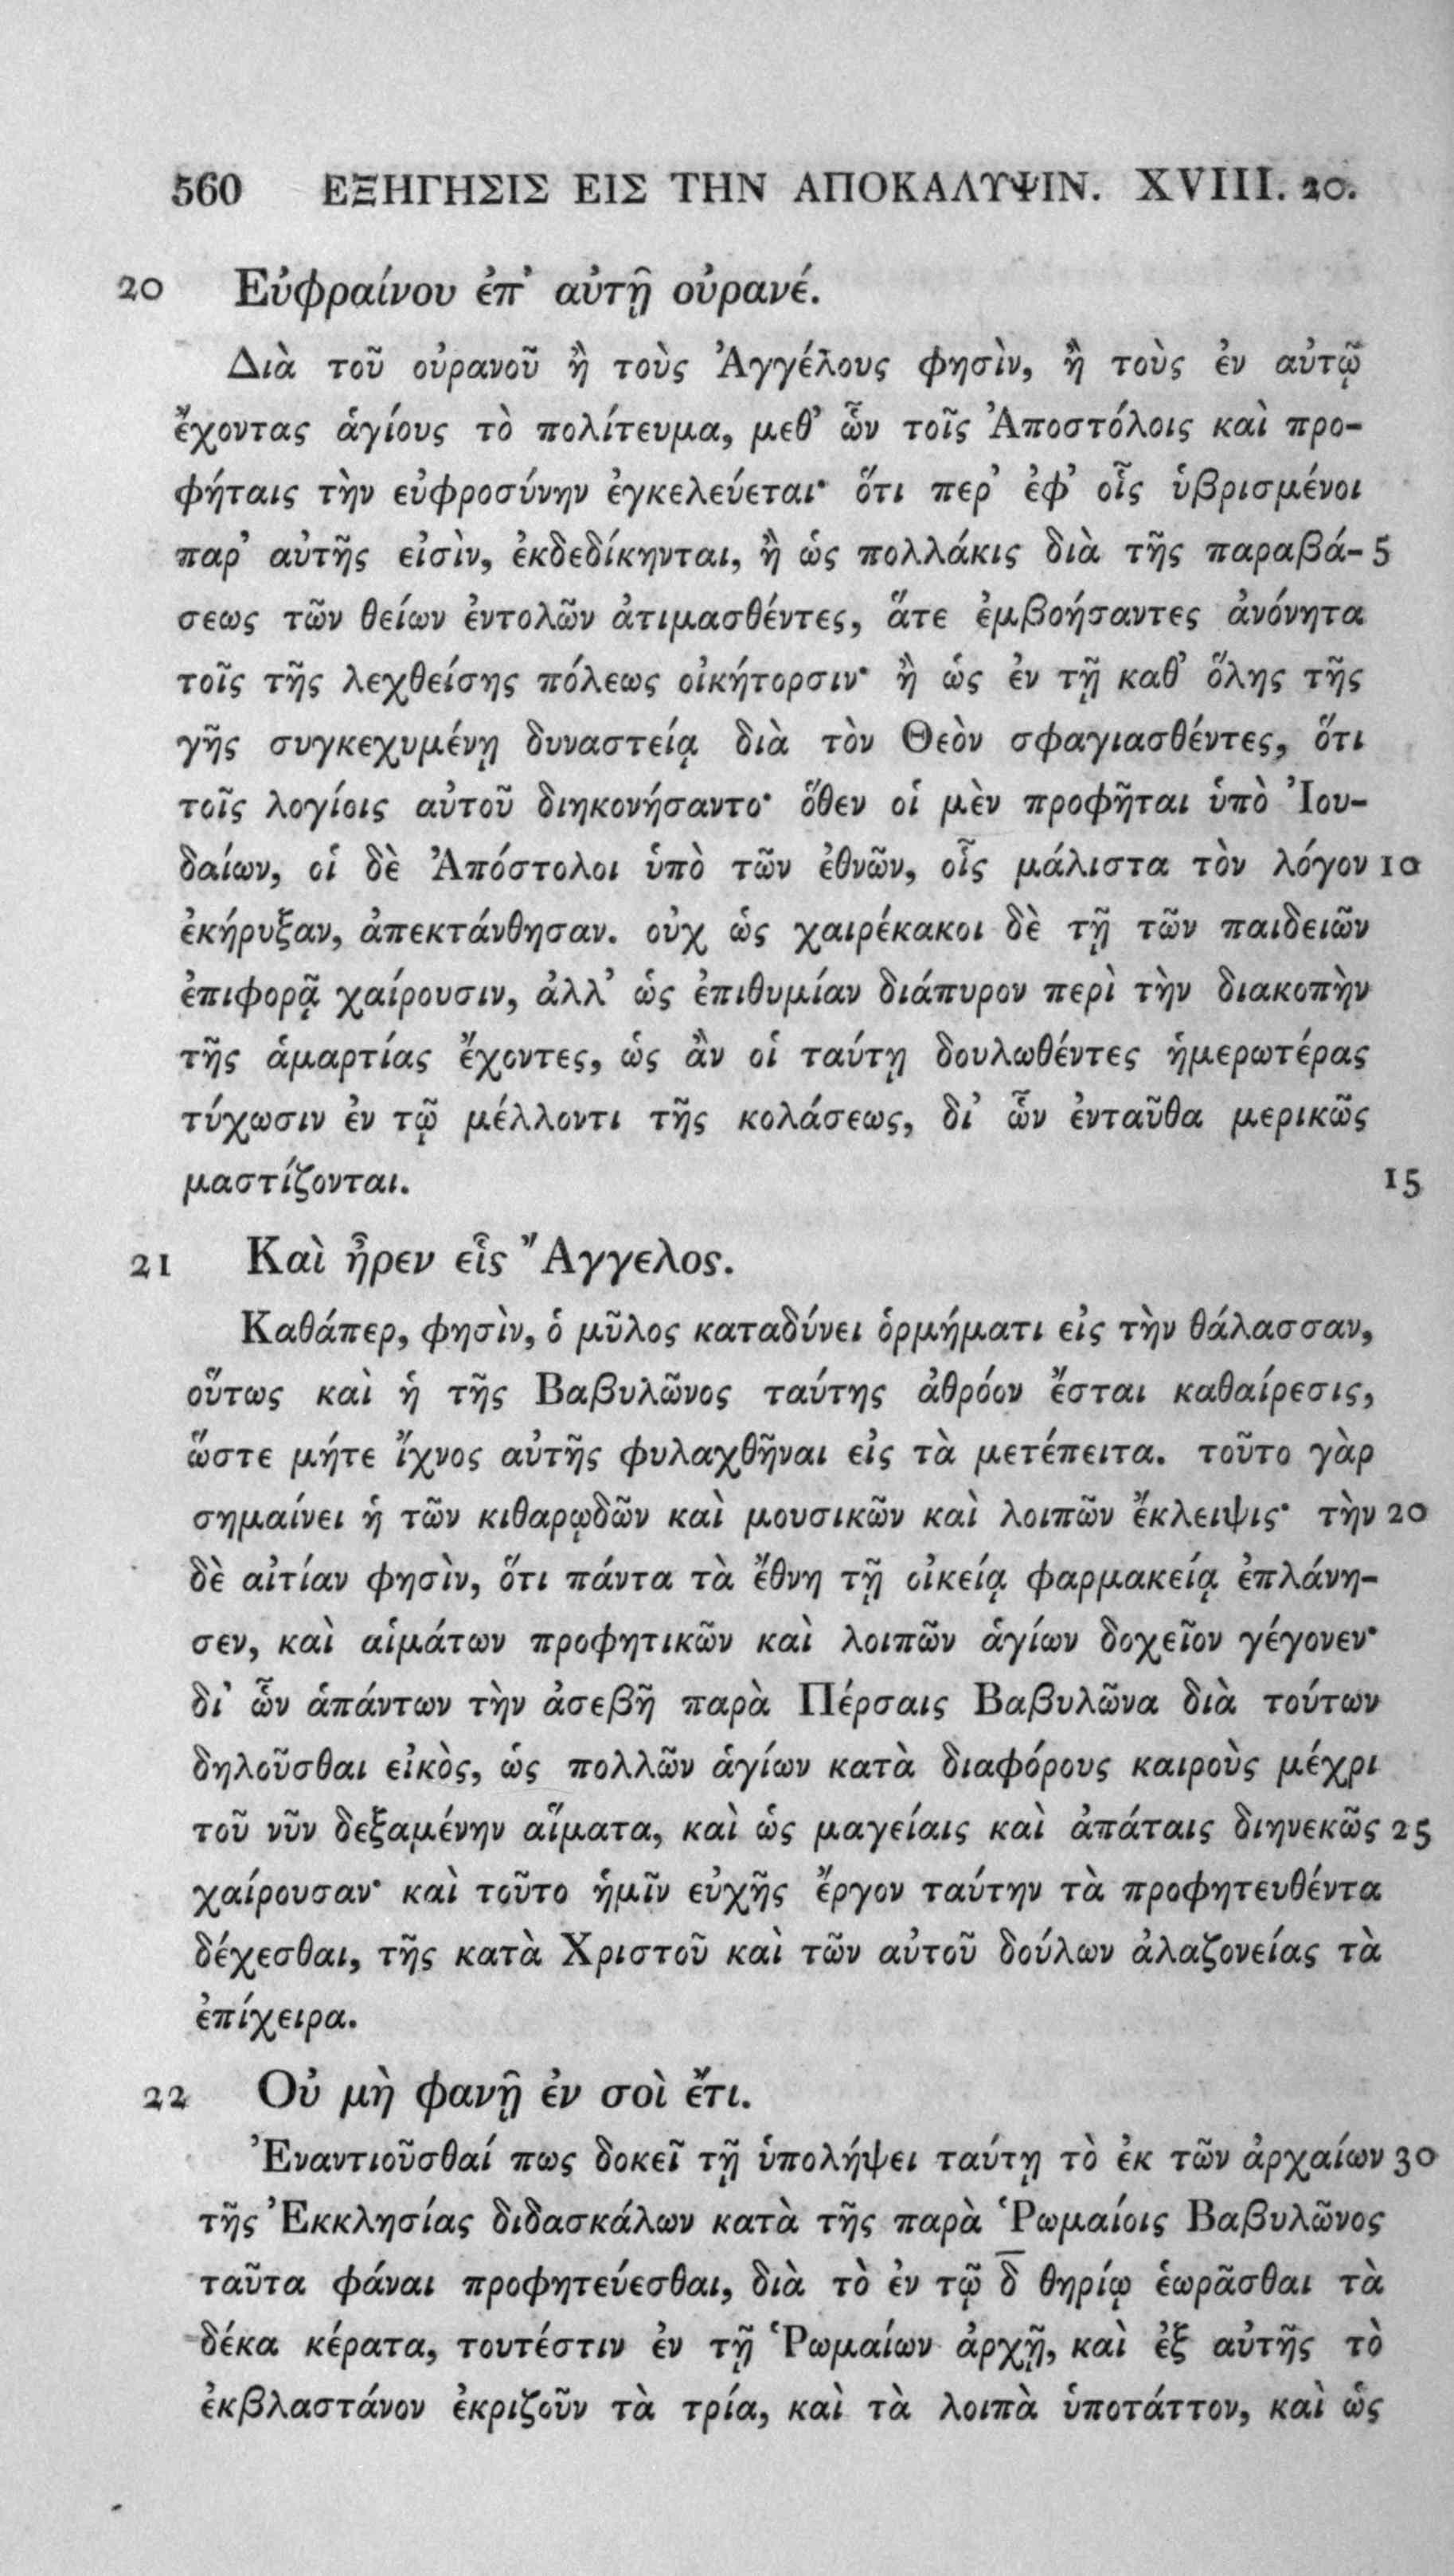 560 ΕΞΗΓΗΣΙΣ ΕΙΣ ΤΗΝ ΑΠΟΚΑΛΥΨΙΝ. XVIII. 20.
20 Εὐφραίνου ἐπ' αὐτῇ οὐρανέ.
Διὰ τοῦ οὐρανοῦ ἢ τοὺς Ἀγγέλους φησὶν, ἢ τοὺς ἐν αὐτῷ
ἔχοντας ἁγίους τὸ πολίτευμα, μεθ' ὧν τοῖς Ἀποστόλοις καὶ προ-
φήταις τὴν εὐφροσύνην ἐγκελεύεται· ὅτι περ' ἐφ' οἷς ὑβρισμένοι
παρ' αὐτῆς εἰσὶν, ἐκδεδίκηνται, ἢ ὡς πολλάκις διὰ τῆς παραβά- 5
σεως τῶν θείων ἐντολῶν ἀτιμασθέντες, ἅτε ἐμβοήσαντες ἀνόνητα
τοῖς τῆς λεχθείσης πόλεως οἰκήτορσιν· ἢ ὡς ἐν τῇ καθ' ὅλης τῆς
γῆς συγκεχυμένῃ δυναστείᾳ διὰ τὸν Θεὸν σφαγιασθέντες, ὅτι
τοῖς λογίοις αὐτοῦ διηκονήσαντο· ὅθεν οἱ μὲν προφῆται ὑπὸ Ἰου-
δαίων, οἱ δὲ Ἀπόστολοι ὑπὸ τῶν ἐθνῶν, οἷς μάλιστα τὸν λόγον 10
ἐκήρυξαν, ἀπεκτάνθησαν. οὐχ ὡς χαιρέκακοι δὲ τῇ τῶν παιδειῶν
ἐπιφορᾷ χαίρουσιν, ἀλλ' ὡς ἐπιθυμίαν διάπυρον περὶ τὴν διακοπὴν
τῆς ἁμαρτίας ἔχοντες, ὡς ἂν οἱ ταύτῃ δουλωθέντες ἡμερωτέρας
τύχωσιν ἐν τῷ μέλλοντι τῆς κολάσεως, δι' ὧν ἐνταῦθα μερικῶς
μαστίζονται. 15
21 Καὶ ἦρεν εἷς Ἄγγελος.
Καθάπερ, φησὶν, ὁ μῦλος καταδύνει ὁρμήματι εἰς τὴν θάλασσαν,
οὕτως καὶ ἡ τῆς Βαβυλῶνος ταύτης ἀθρόον ἔσται καθαίρεσις,
ὥστε μήτε ἴχνος αὐτῆς φυλαχθῆναι εἰς τὰ μετέπειτα. τοῦτο γὰρ
σημαίνει ἡ τῶν κιθαρῳδῶν καὶ μουσικῶν καὶ λοιπῶν ἔκλειψις· τὴν 20
δὲ αἰτίαν φησὶν, ὅτι πάντα τὰ ἔθνη τῇ οἰκείᾳ φαρμακείᾳ ἐπλάνη-
σεν, καὶ αἱμάτων προφητικῶν καὶ λοιπῶν ἁγίων δοχεῖον γέγονεν·
δι' ὧν ἁπάντων τὴν ἀσεβῆ παρὰ Πέρσαις Βαβυλῶνα διὰ τούτων
δηλοῦσθαι εἰκὸς, ὡς πολλῶν ἁγίων κατὰ διαφόρους καιροὺς μέχρι
τοῦ νῦν δεξαμένην αἵματα, καὶ ὡς μαγείαις καὶ ἀπάταις διηνεκῶς 25
χαίρουσαν· καὶ τοῦτο ἡμῖν εὐχῆς ἔργον ταύτην τὰ προφητευθέντα
δέχεσθαι, τῆς κατὰ Χριστοῦ καὶ τῶν αὐτοῦ δούλων ἀλαζονείας τὰ
ἐπίχειρα.
22 Οὐ μὴ φανῇ ἐν σοὶ ἔτι.
Ἐναντιοῦσθαί πως δοκεῖ τῇ ὑπολήψει ταύτῃ τὸ ἐκ τῶν ἀρχαίων 30
τῆς Ἐκκλησίας διδασκάλων κατὰ τῆς παρὰ Ῥωμαίοις Βαβυλῶνος
ταῦτα φάναι προφητεύεσθαι, διὰ τὸ ἐν τῷ δ̅ θηρίῳ ἑωρᾶσθαι τὰ
δέκα κέρατα, τουτέστιν ἐν τῇ Ῥωμαίων ἀρχῇ, καὶ ἐξ αὐτῆς τὸ
ἐκβλαστάνον ἐκριζοῦν τὰ τρία, καὶ τὰ λοιπὰ ὑποτάττον, καὶ ὡς